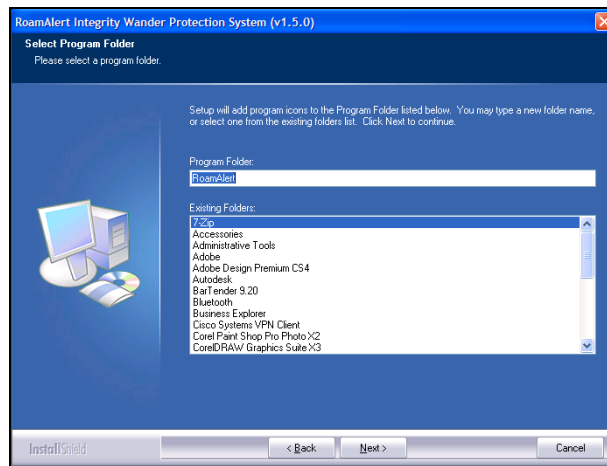 RoamAlert Integrity Wander Protection System (v1.5.0)
Select Program Folder
Please select a program folder.
Setup will add program icons to the Program Folder listed below. You may type a new folder name,
or select one from the existing folders list. Click Next to continue.
Program Folder:
RoamAlert
Existing Folders:
7-Zip
Accessories
Administrative Tools
Adobe
Adobe Design Premium CS4
Autodesk
BarTender 9.20
Bluetooth
Business Explorer
Cisco Systems VPN Client
Corel Paint Shop Pro Photo X2
CorelDRAW Graphics Suite X3
InstallShield
< Back
Next >
Cancel